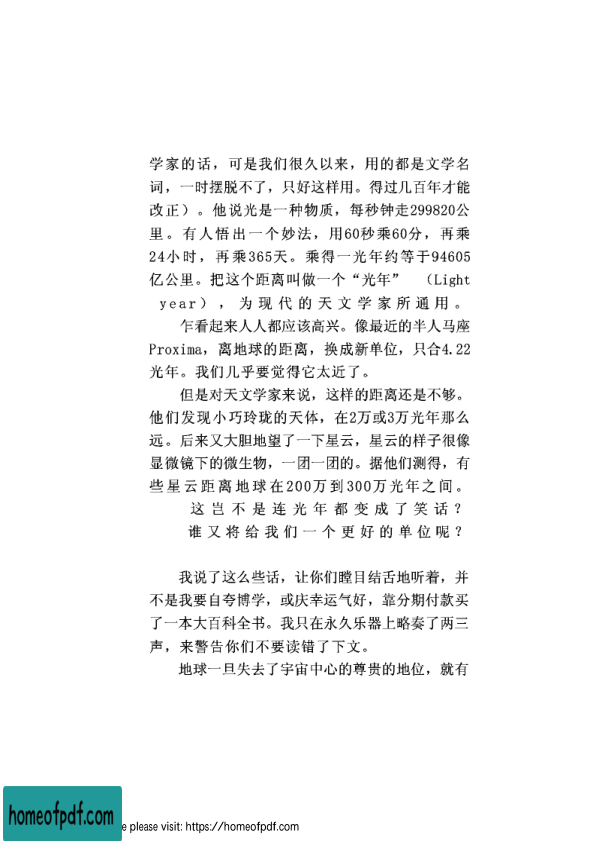 学家的话，可是我们很久以来，用的都是文学名
词，一时摆脱不了，只好这样用。得过几百年才能
改正）。他说光是一种物质，每秒钟走299820公
里。有人悟出一个妙法，用60秒乘60分，再乘
24小时，再乘365天。乘得一光年约等于94605
亿公里。把这个距离叫做一个“光年” （Light
year），为现代的天文学家所通用。
乍看起来人人都应该高兴。像最近的半人马座
Proxima，离地球的距离，换成新单位，只合4.22
光年。我们几乎要觉得它太近了。
但是对天文学家来说，这样的距离还是不够。
他们发现小巧玲珑的天体，在2万或3万光年那么
远。后来又大胆地望了一下星云，星云的样子很像
显微镜下的微生物，一团一团的。据他们测得，有
些星云距离地球在200万到300万光年之间。
这岂不是连光年都变成了笑话？
谁又将给我们一个更好的单位呢？
我说了这么些话，让你们瞠目结舌地听着，并
不是我要自夸博学，或庆幸运气好，靠分期付款买
了一本大百科全书。我只在永久乐器上略奏了两三
声，来警告你们不要读错了下文。
地球一旦失去了宇宙中心的尊贵的地位，就有
homeofpdf.com
e please visit: https://homeofpdf.com